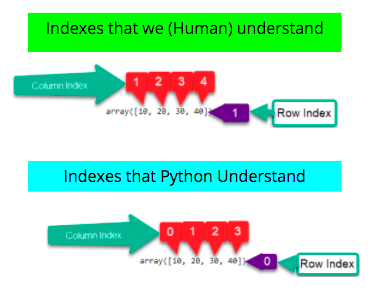 Indexes that we (Human) understand
Column Index
1 2 3 4
array([10, 20, 30, 40])
1
Row Index
Indexes that Python Understand
Column Index
0 1 2 3
array([10, 20, 30, 40])
0
Row Index